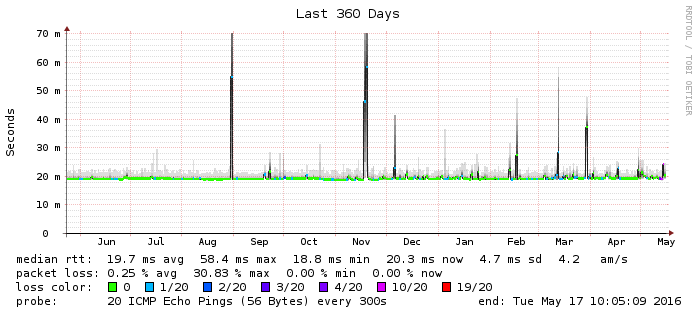 Last 360 Days
RRDTOOL / TOBI OETIKER
Seconds
70 m
60 m
50 m
40 m
30 m
20 m
10 m
0
Jun Jul Aug Sep Oct Nov Dec Jan Feb Mar Apr May
median rtt: 19.7 ms avg 58.4 ms max 18.8 ms min 20.3 ms now 4.7 ms sd 4.2 am/s
packet loss: 0.25 % avg 30.83 % max 0.00 % min 0.00 % now
loss color: 0 1/20 2/20 3/20 4/20 10/20 19/20
probe: 20 ICMP Echo Pings (56 Bytes) every 300s end: Tue May 17 10:05:09 2016